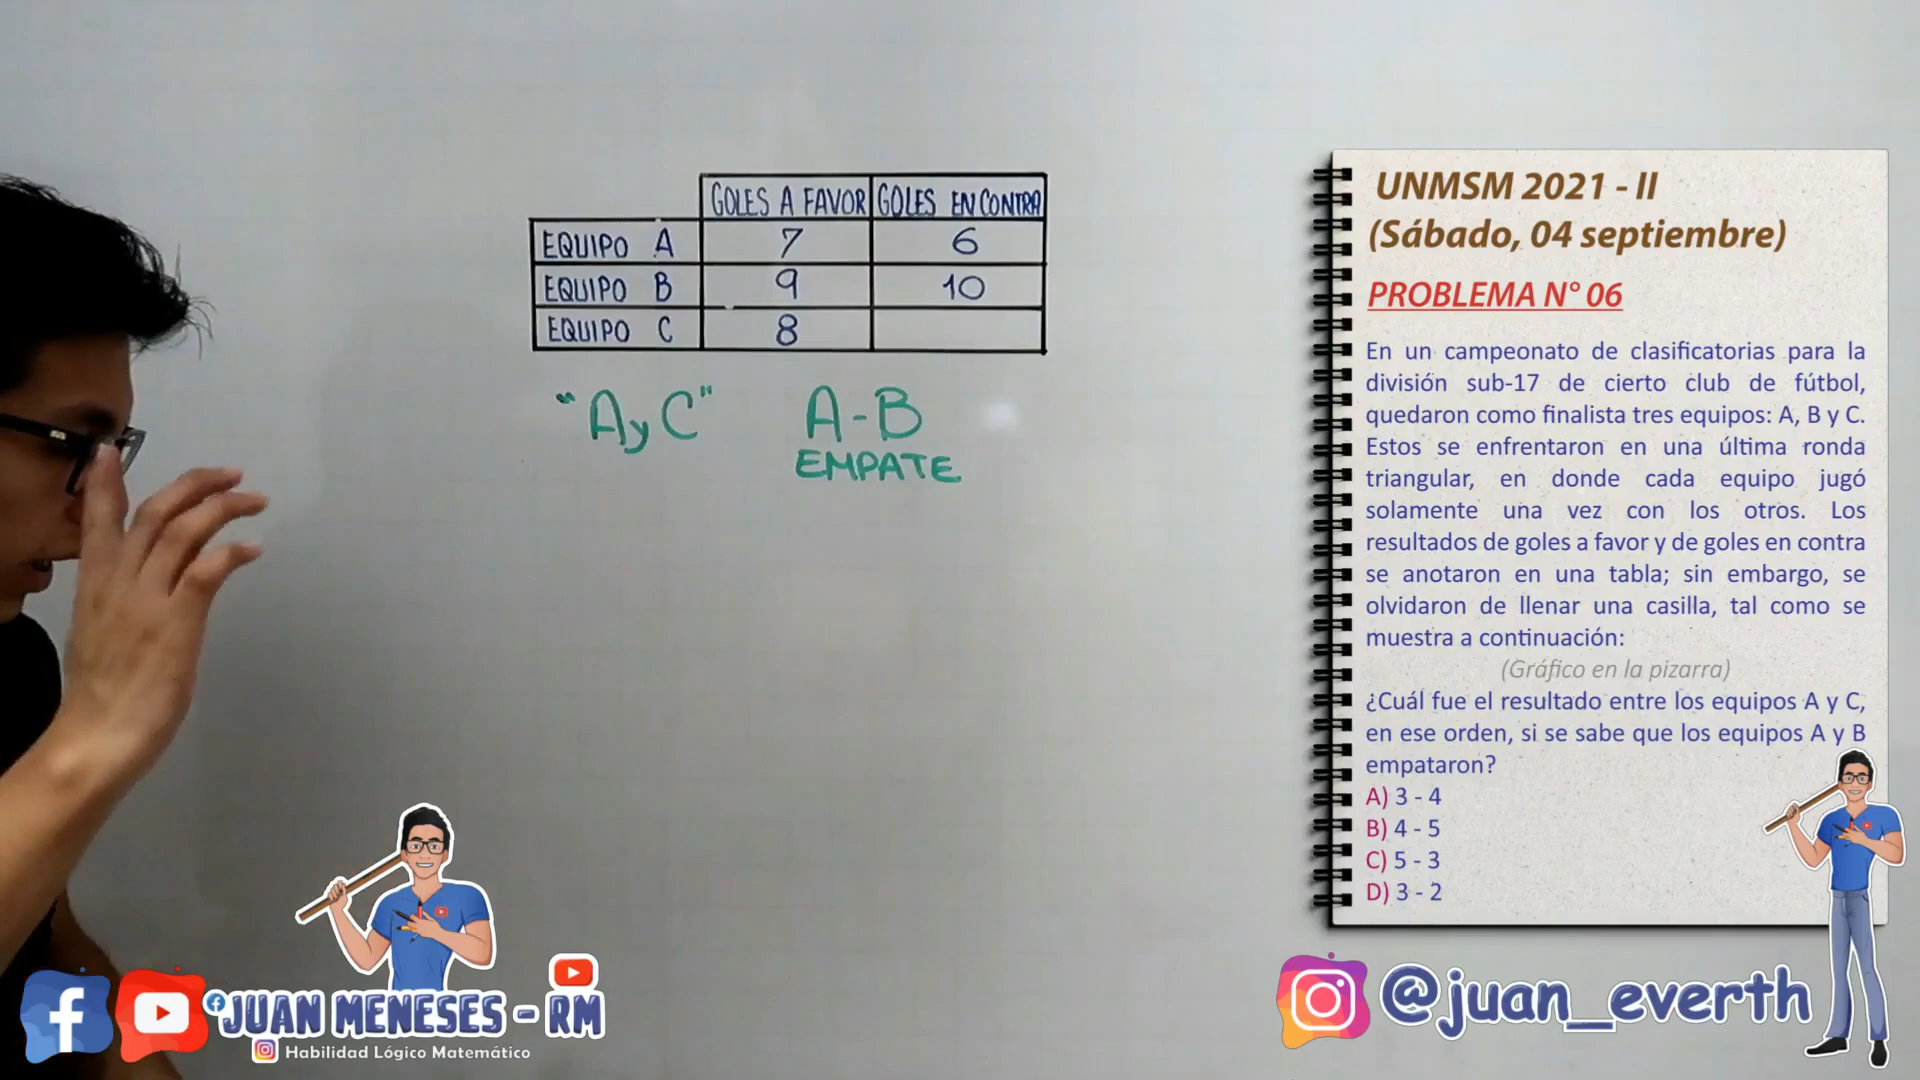 GOLES A FAVOR GOLES EN CONTRA
EQUIPO A 7 6
EQUIPO B 9 10
EQUIPO C 8
"A y C" A-B
EMPATE
UNMSM 2021 - II
(Sábado, 04 septiembre)
PROBLEMA N° 06
En un campeonato de clasificatorias para la
división sub-17 de cierto club de fútbol,
quedaron como finalista tres equipos: A, B y C.
Estos se enfrentaron en una última ronda
triangular, en donde cada equipo jugó
solamente una vez con los otros. Los
resultados de goles a favor y de goles en contra
se anotaron en una tabla; sin embargo, se
olvidaron de llenar una casilla, tal como se
muestra a continuación:
(Gráfico en la pizarra)
¿Cuál fue el resultado entre los equipos A y C,
en ese orden, si se sabe que los equipos A y B
empataron?
A) 3 - 4
B) 4 - 5
C) 5 - 3
D) 3 - 2
JUAN MENESES - RM
Habilidad Lógico Matemático
@juan_everth